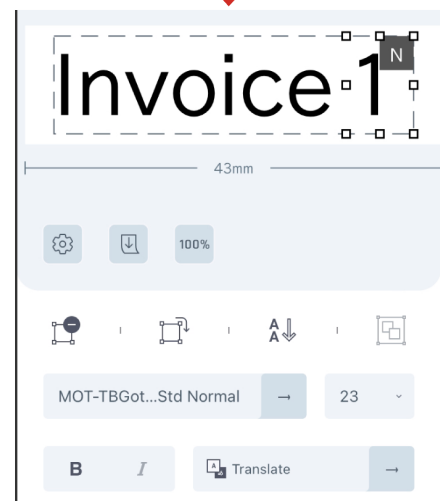 Invoice 1
N
43mm
100%
A
A
MOT-TBGot...Std Normal → 23
B I A Translate →